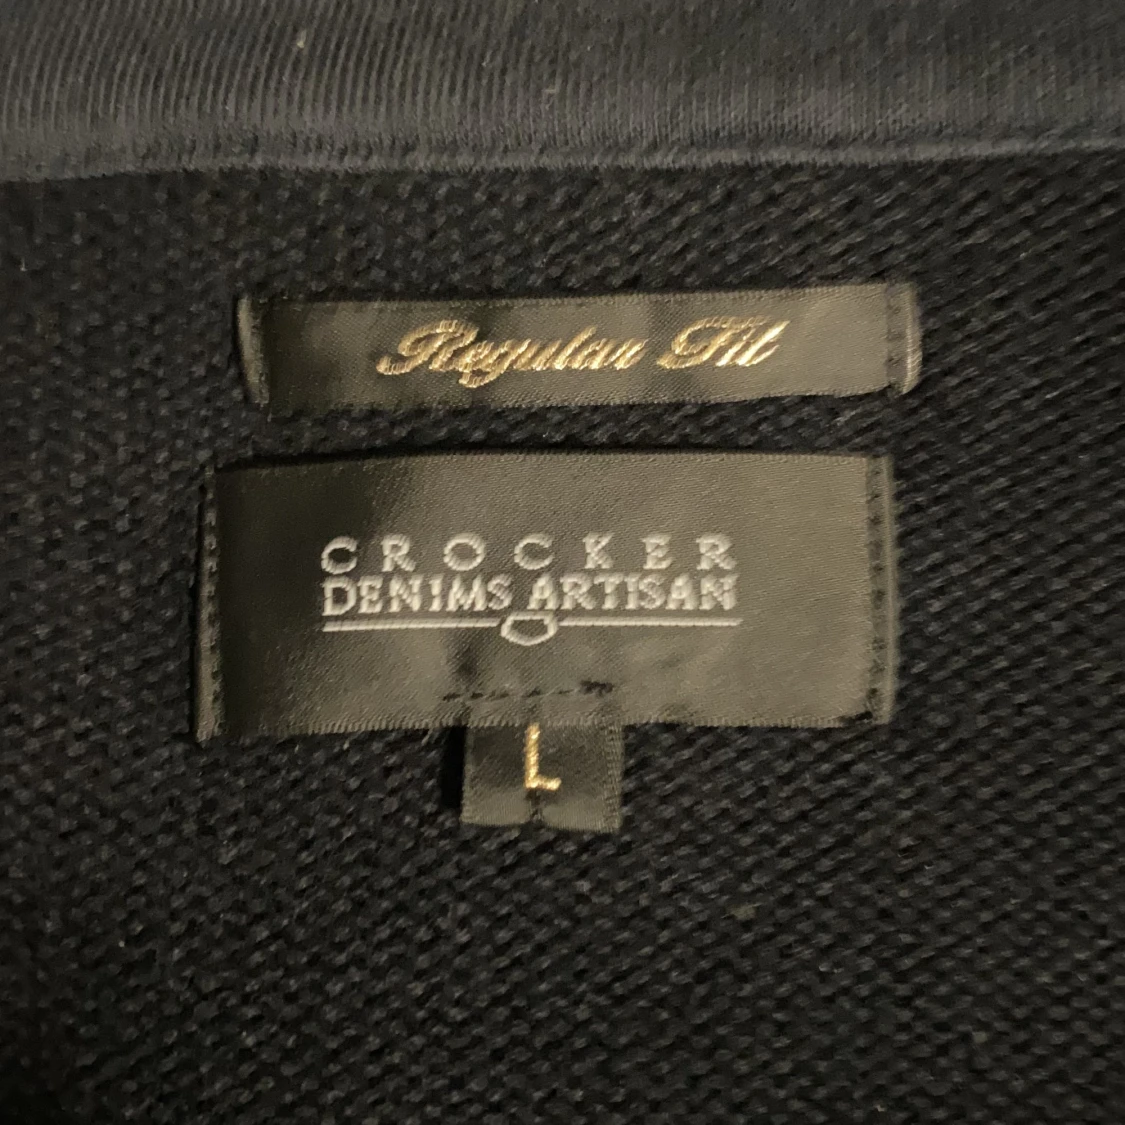 Regular Fit
CROCKER
DENIMS ARTISAN
L